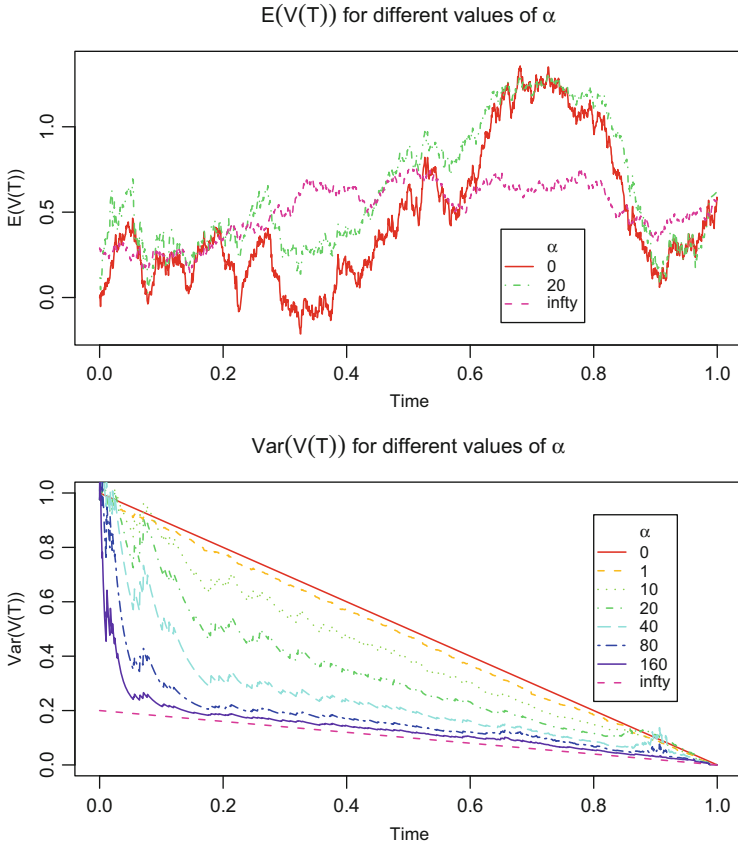 E(V(T)) for different values of α
E(V(T))
1.0
0.5
0.0
α
0
20
infty
0.0 0.2 0.4 0.6 0.8 1.0
Time
Var(V(T)) for different values of α
Var(V(T))
1.0
0.8
0.6
0.4
0.2
0.0
α
0
1
10
20
40
80
160
infty
0.0 0.2 0.4 0.6 0.8 1.0
Time